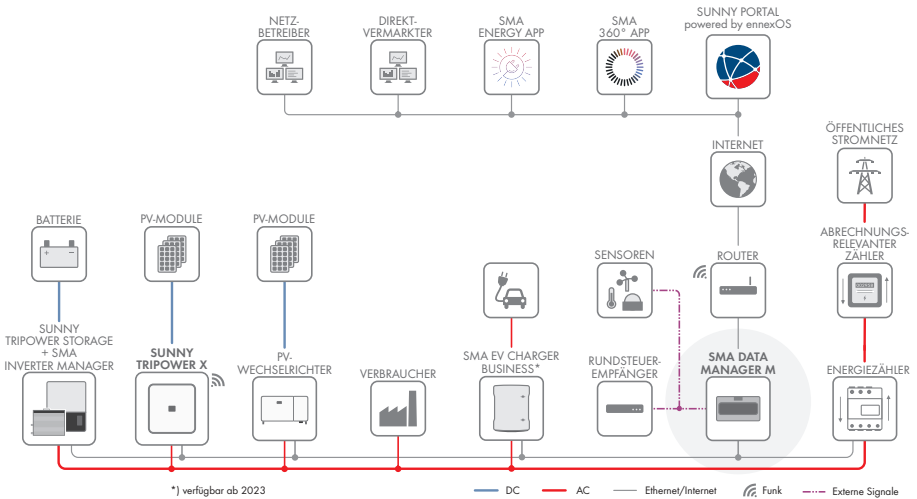 NETZ-
BETREIBER
DIREKT-
VERMARKTER
SMA
ENERGY APP
SMA
360° APP
SUNNY PORTAL
powered by ennexOS
INTERNET
ÖFFENTLICHES
STROMNETZ
BATTERIE
PV-MODULE
PV-MODULE
SENSOREN
ROUTER
ABRECHNUNGS-
RELEVANTER
ZÄHLER
SUNNY
TRIPOWER STORAGE
+ SMA
INVERTER MANAGER
SUNNY
TRIPOWER X
PV-
WECHSELRICHTER
VERBRAUCHER
SMA EV CHARGER
BUSINESS*
RUNDSTEUER-
EMPFÄNGER
SMA DATA
MANAGER M
ENERGIEZÄHLER
*) verfügbar ab 2023
DC
AC
Ethernet/Internet
Funk
Externe Signale